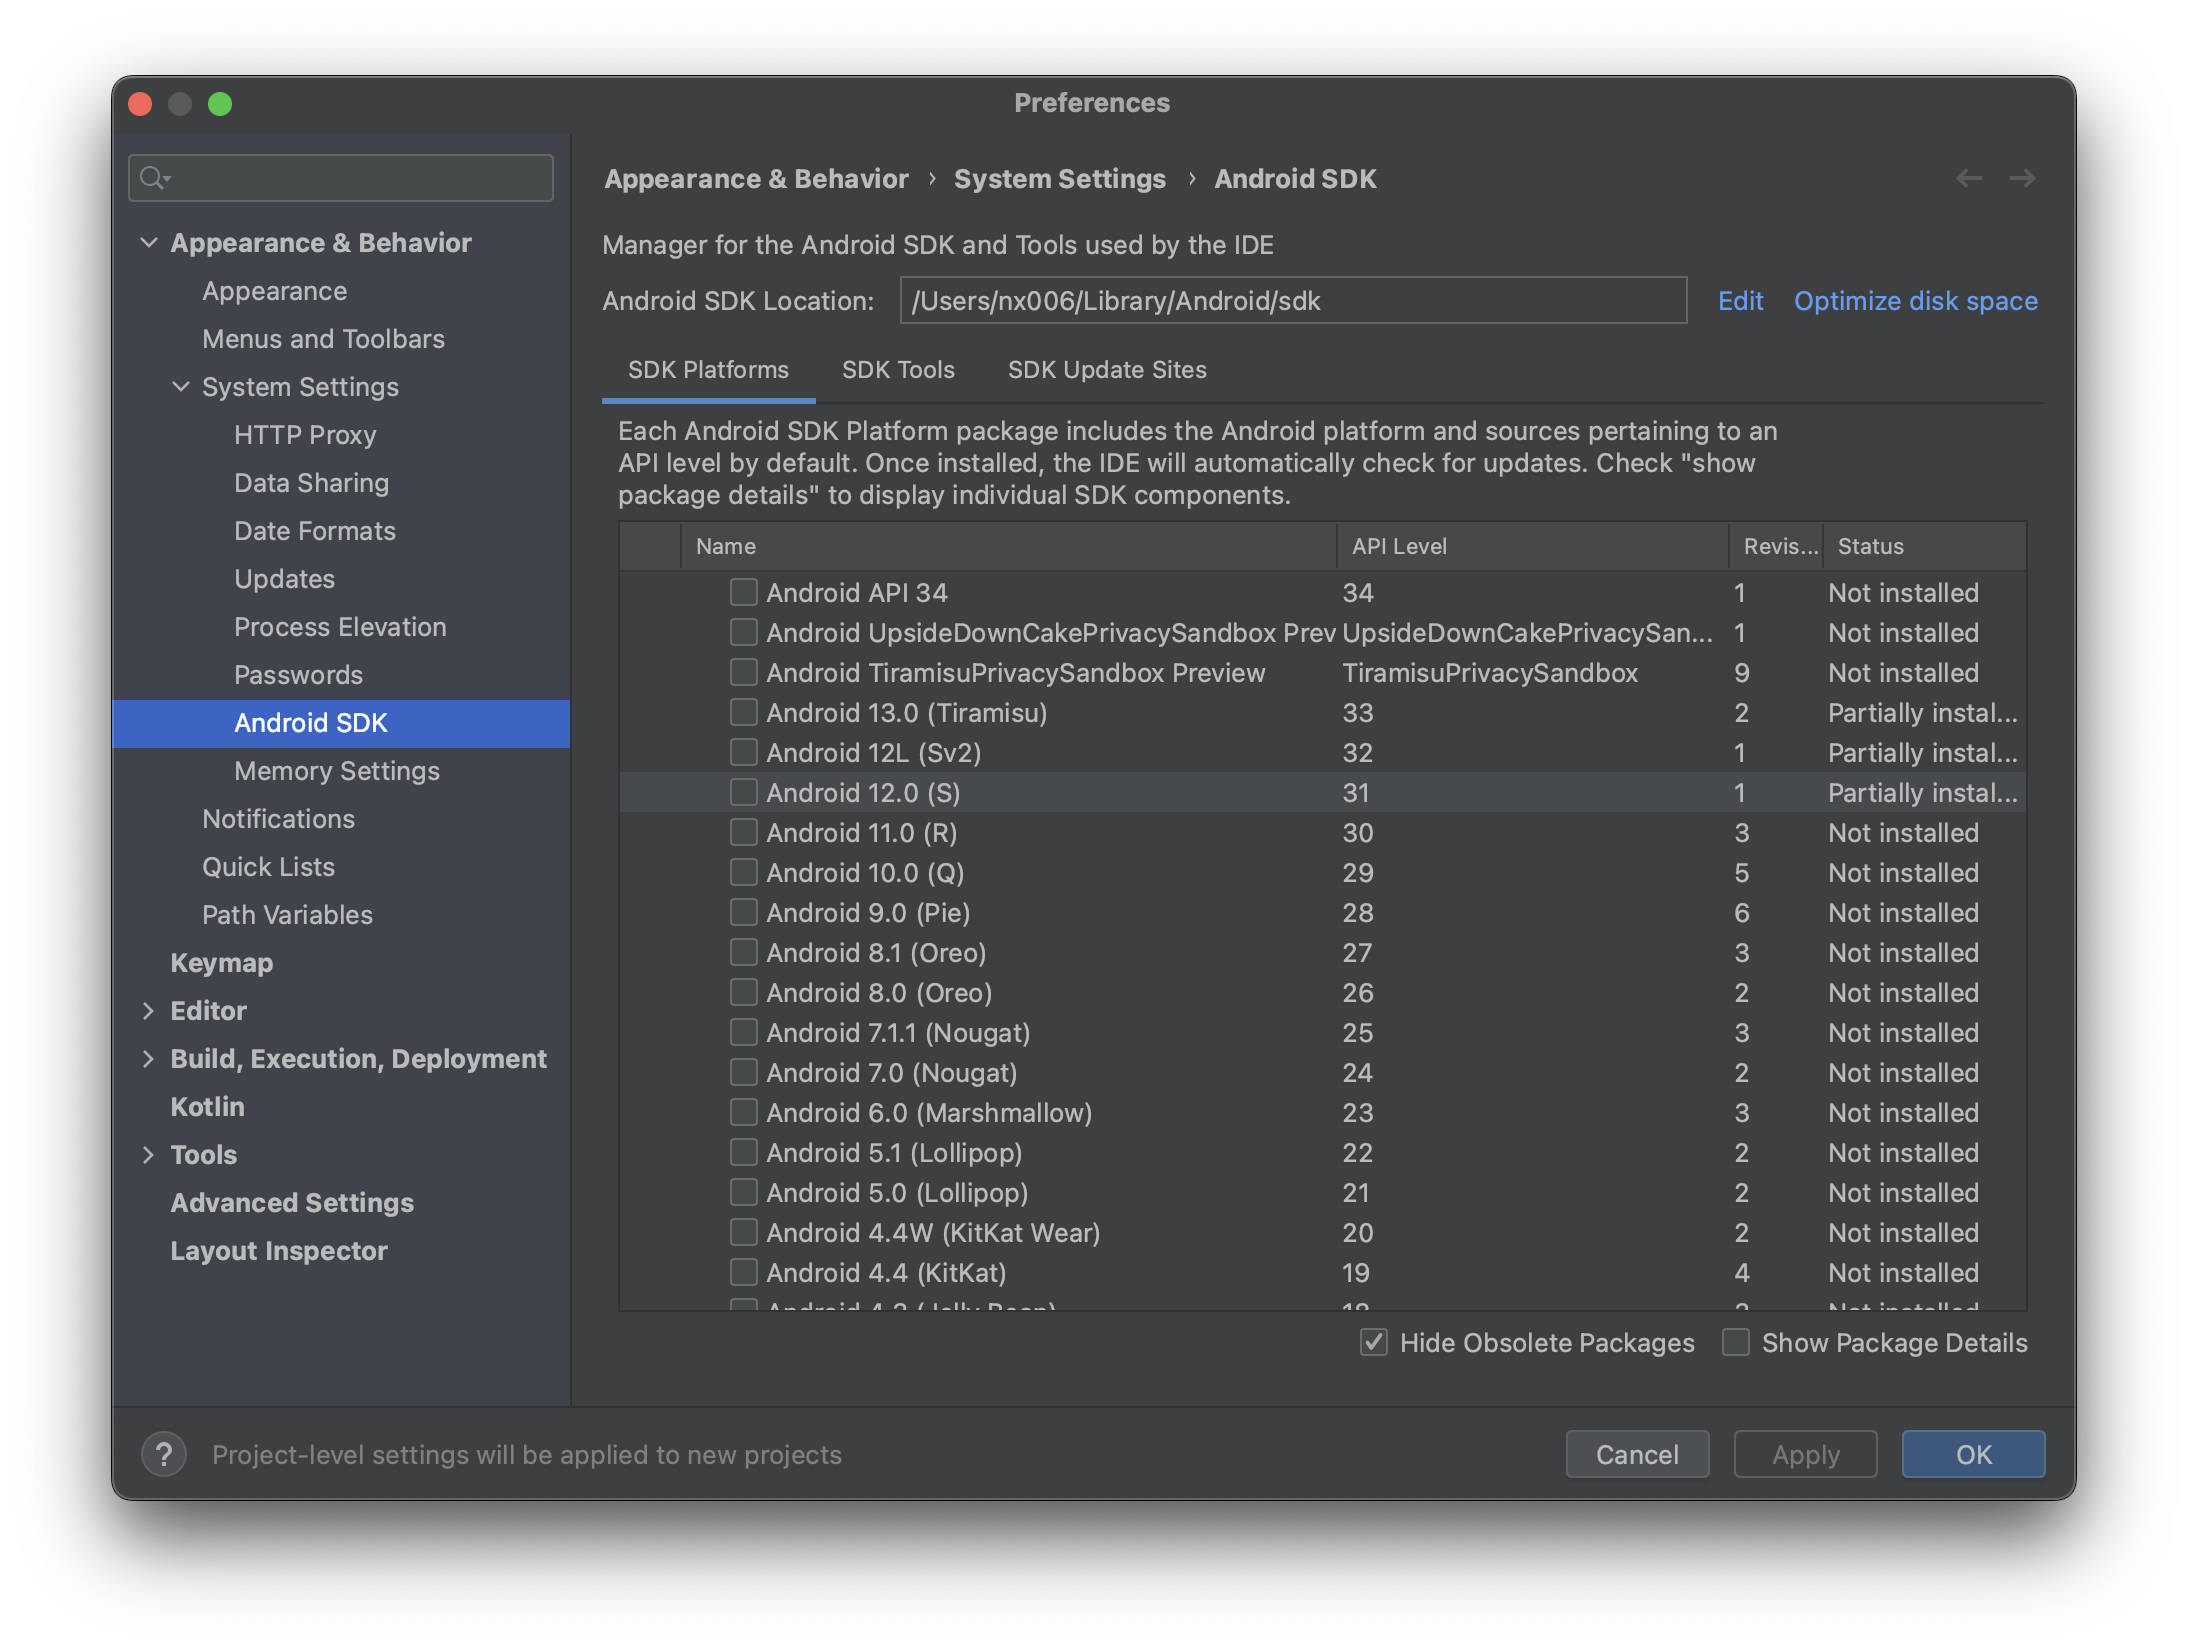 Preferences
Appearance & Behavior
Appearance
Menus and Toolbars
System Settings
HTTP Proxy
Data Sharing
Date Formats
Updates
Process Elevation
Passwords
Android SDK
Memory Settings
Notifications
Quick Lists
Path Variables
Keymap
Editor
Build, Execution, Deployment
Kotlin
Tools
Advanced Settings
Layout Inspector
Appearance & Behavior › System Settings › Android SDK
Manager for the Android SDK and Tools used by the IDE
Android SDK Location: /Users/nx006/Library/Android/sdk Edit Optimize disk space
SDK Platforms SDK Tools SDK Update Sites
Each Android SDK Platform package includes the Android platform and sources pertaining to an
API level by default. Once installed, the IDE will automatically check for updates. Check "show
package details" to display individual SDK components.
Name API Level Revis... Status
Android API 34 34 1 Not installed
Android UpsideDownCakePrivacySandbox Prev UpsideDownCakePrivacySan... 1 Not installed
Android TiramisuPrivacySandbox Preview TiramisuPrivacySandbox 9 Not installed
Android 13.0 (Tiramisu) 33 2 Partially instal...
Android 12L (Sv2) 32 1 Partially instal...
Android 12.0 (S) 31 1 Partially instal...
Android 11.0 (R) 30 3 Not installed
Android 10.0 (Q) 29 5 Not installed
Android 9.0 (Pie) 28 6 Not installed
Android 8.1 (Oreo) 27 3 Not installed
Android 8.0 (Oreo) 26 2 Not installed
Android 7.1.1 (Nougat) 25 3 Not installed
Android 7.0 (Nougat) 24 2 Not installed
Android 6.0 (Marshmallow) 23 3 Not installed
Android 5.1 (Lollipop) 22 2 Not installed
Android 5.0 (Lollipop) 21 2 Not installed
Android 4.4W (KitKat Wear) 20 2 Not installed
Android 4.4 (KitKat) 19 4 Not installed
Hide Obsolete Packages Show Package Details
? Project-level settings will be applied to new projects Cancel Apply OK